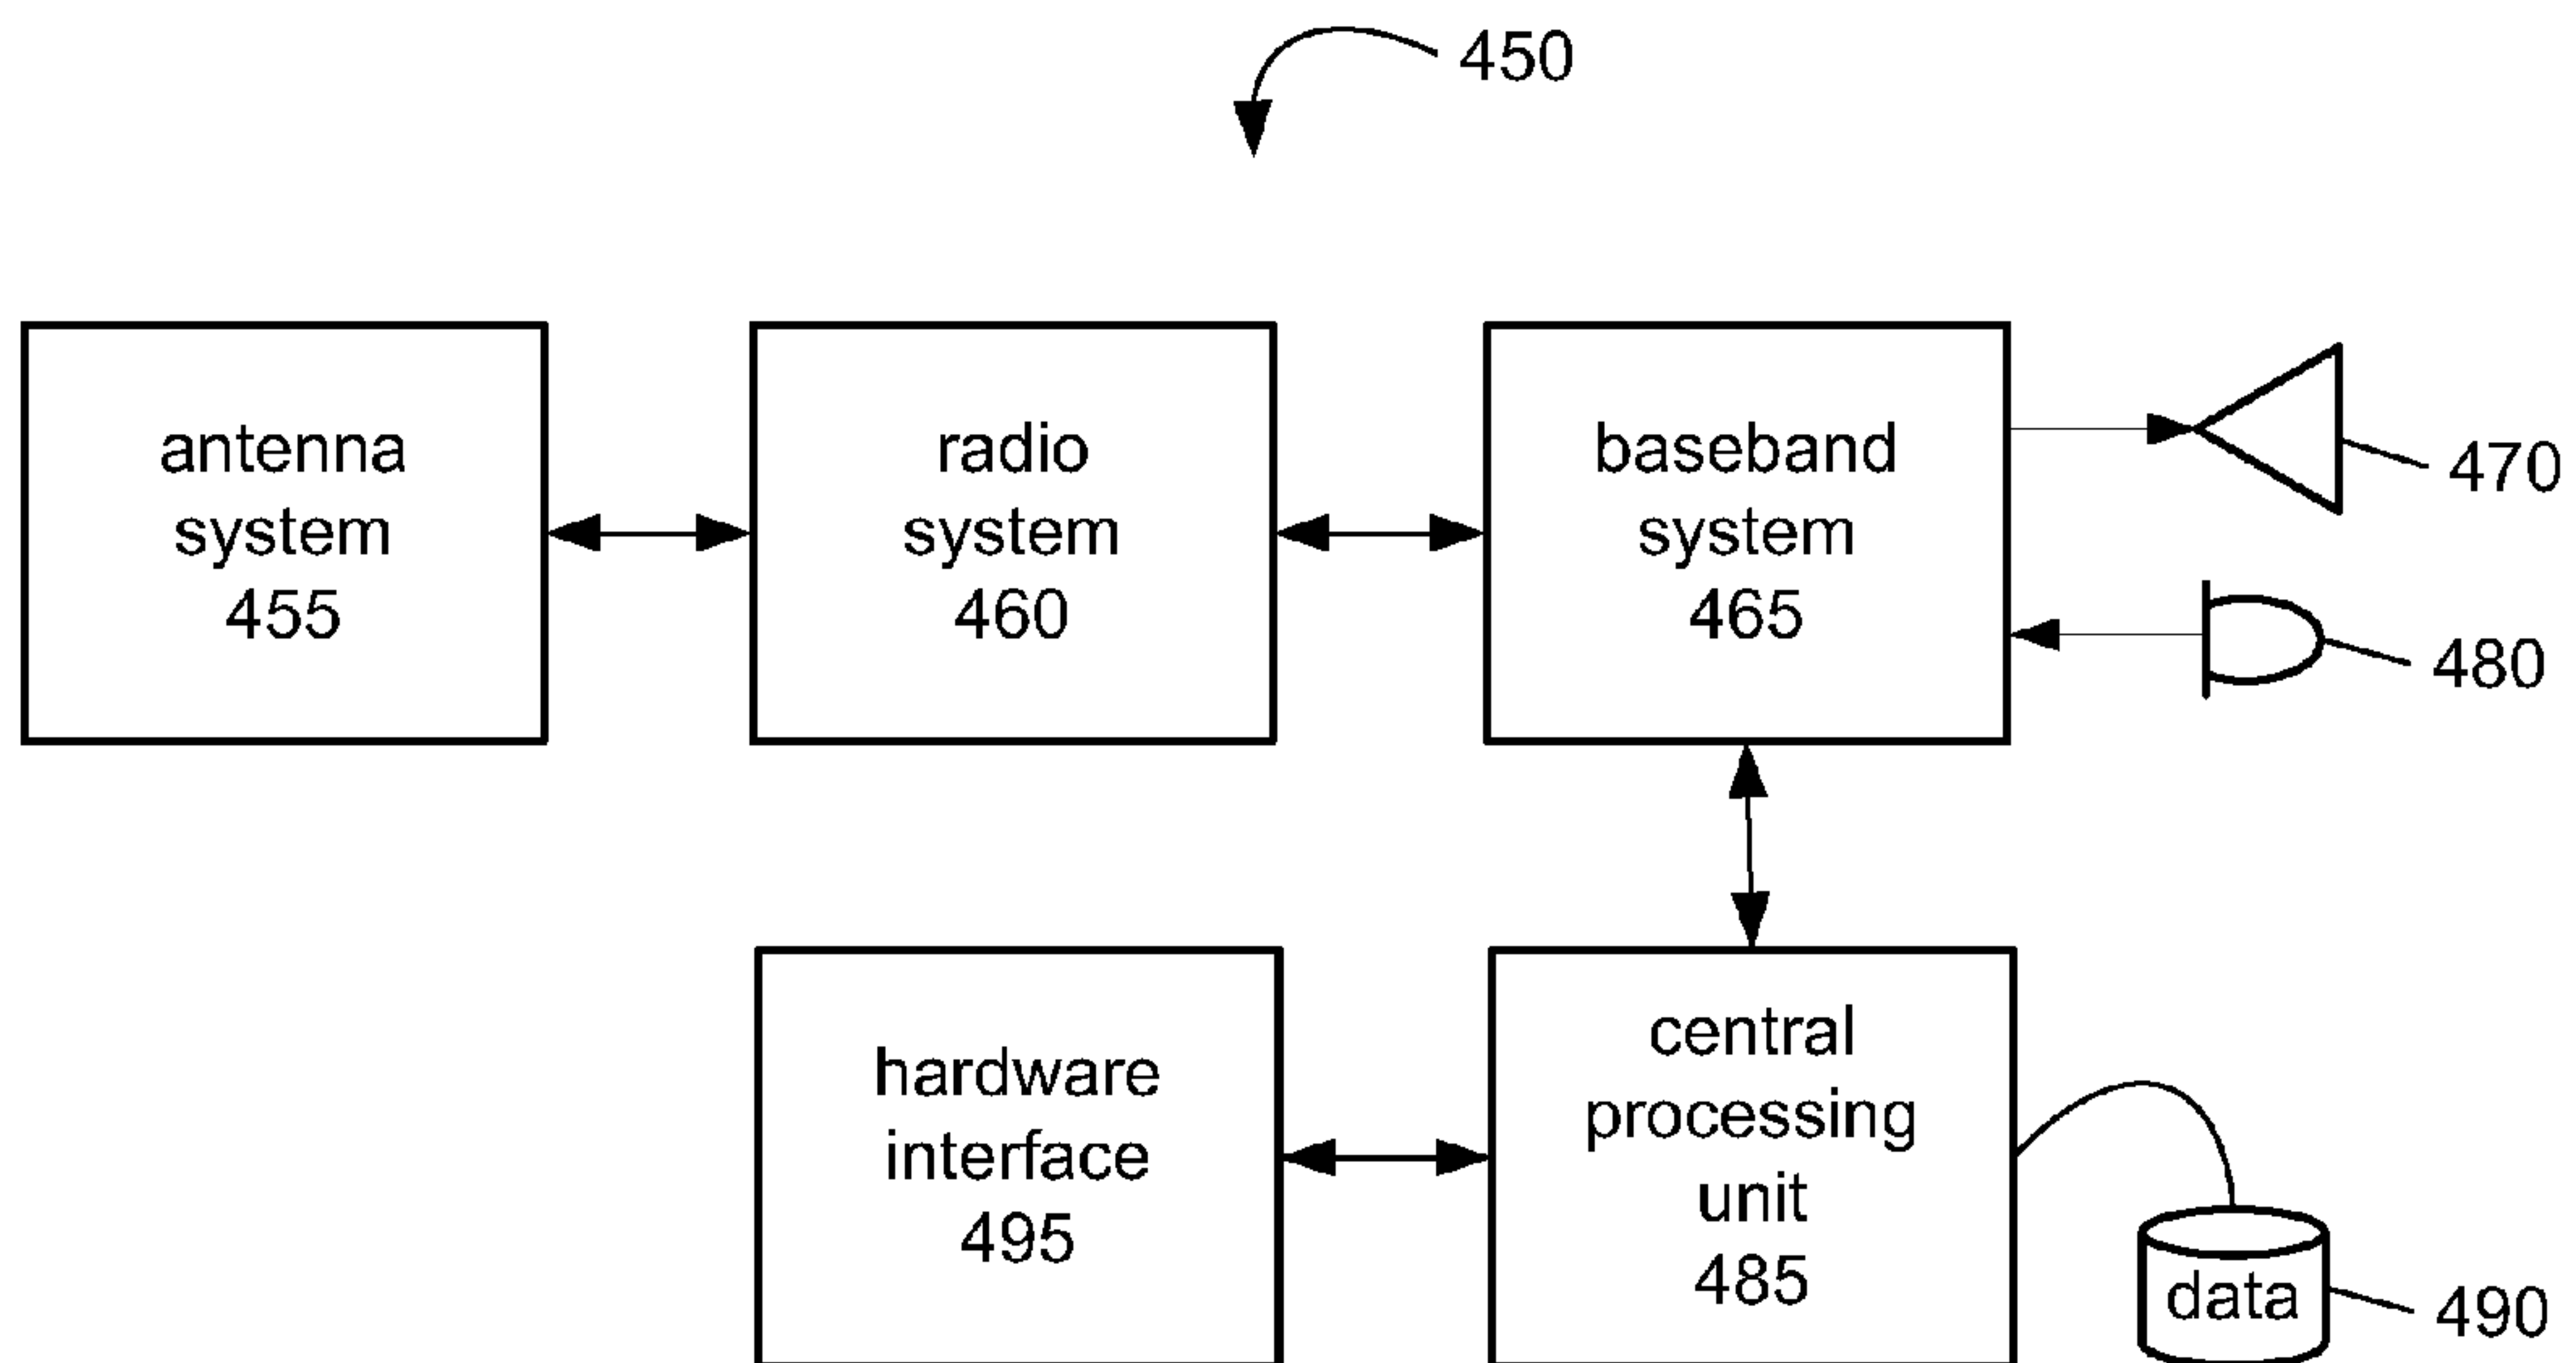 450
antenna
system
455
radio
system
460
baseband
system
465
470
480
hardware
interface
495
central
processing
unit
485
data
490